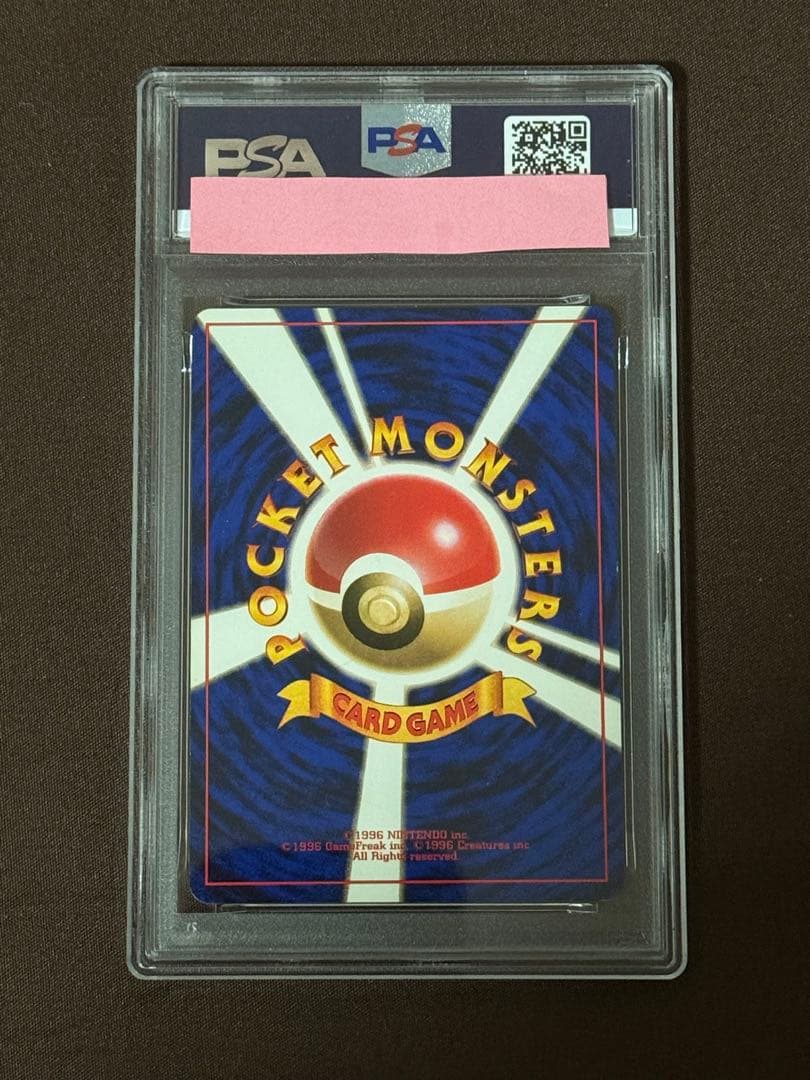 PSA
PSA
POCKET MONSTERS
CARD GAME
©1996 NINTENDO inc.
©1996 GameFreak inc. ©1996 Creatures inc
All Rights reserved.